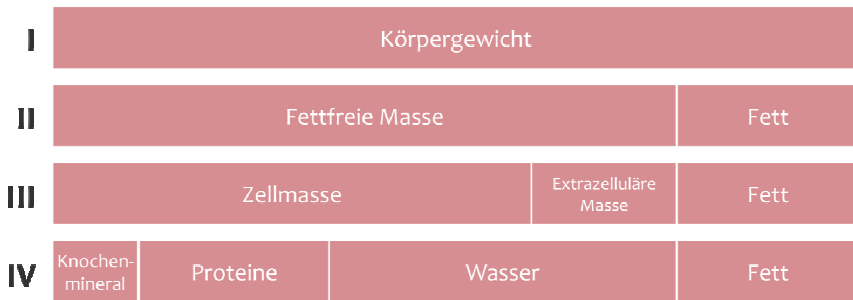 I
Körpergewicht
II
Fettfreie Masse
Fett
III
Zellmasse
Extrazelluläre
Masse
Fett
IV
Knochen-
mineral
Proteine
Wasser
Fett